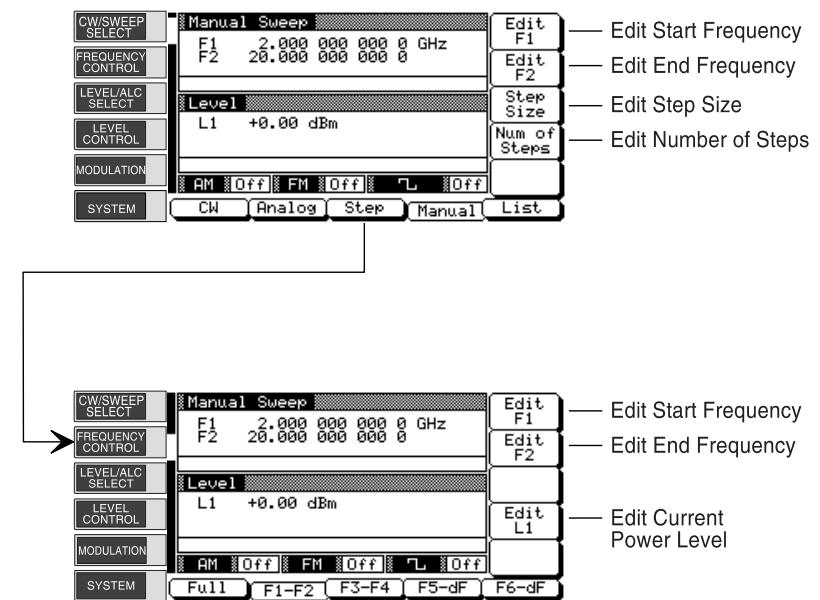 CW/SWEEP
SELECT
FREQUENCY
CONTROL
LEVEL/ALC
SELECT
LEVEL
CONTROL
MODULATION
SYSTEM
Manual Sweep
F1 2.000 000 000 0 GHz
F2 20.000 000 000 0
Level
L1 +0.00 dBm
AM Off FM Off Off
CW Analog Step Manual List
Edit
F1
Edit
F2
Step
Size
Num of
Steps
Edit Start Frequency
Edit End Frequency
Edit Step Size
Edit Number of Steps
CW/SWEEP
SELECT
FREQUENCY
CONTROL
LEVEL/ALC
SELECT
LEVEL
CONTROL
MODULATION
SYSTEM
Manual Sweep
F1 2.000 000 000 0 GHz
F2 20.000 000 000 0
Level
L1 +0.00 dBm
AM Off FM Off Off
Full F1-F2 F3-F4 F5-dF F6-dF
Edit
F1
Edit
F2
Edit
L1
Edit Start Frequency
Edit End Frequency
Edit Current
Power Level